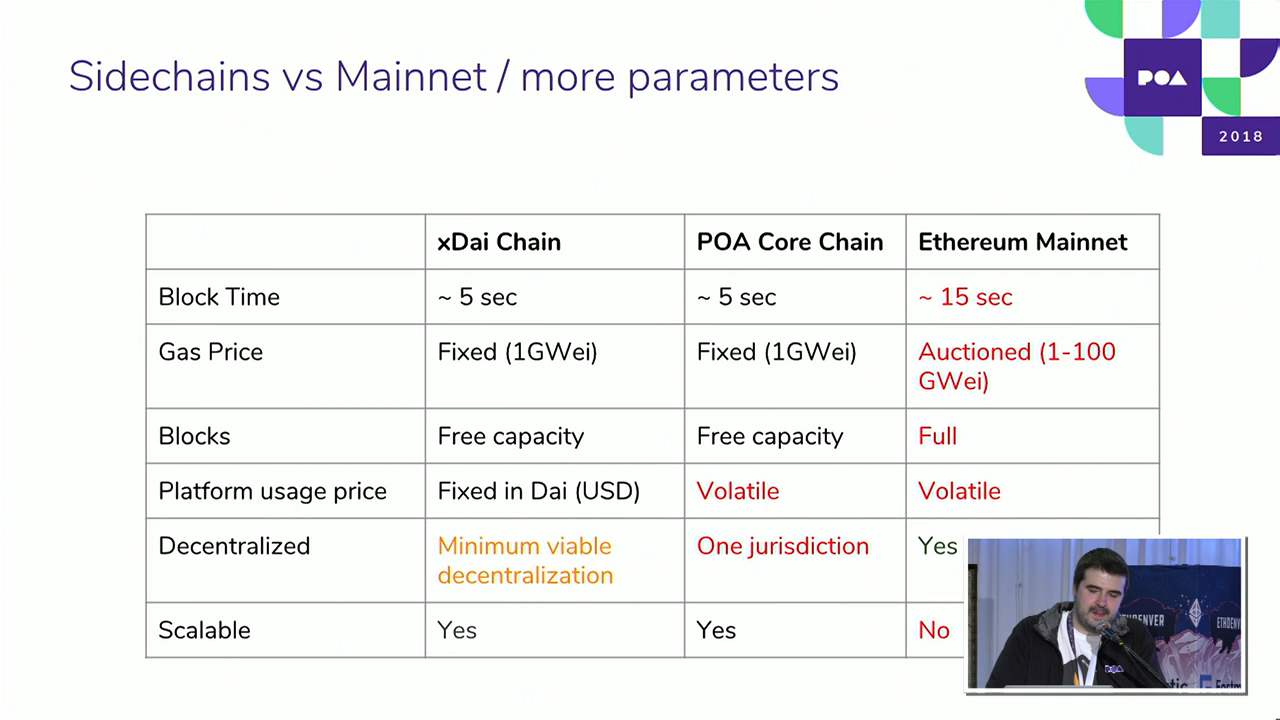 Sidechains vs Mainnet / more parameters
POA
2018
xDai Chain
POA Core Chain
Ethereum Mainnet
Block Time
~ 5 sec
~ 5 sec
~ 15 sec
Gas Price
Fixed (1GWei)
Fixed (1GWei)
Auctioned (1-100
GWei)
Blocks
Free capacity
Free capacity
Full
Platform usage price
Fixed in Dai (USD)
Volatile
Volatile
Decentralized
Minimum viable
decentralization
One jurisdiction
Yes
Scalable
Yes
Yes
No
POA